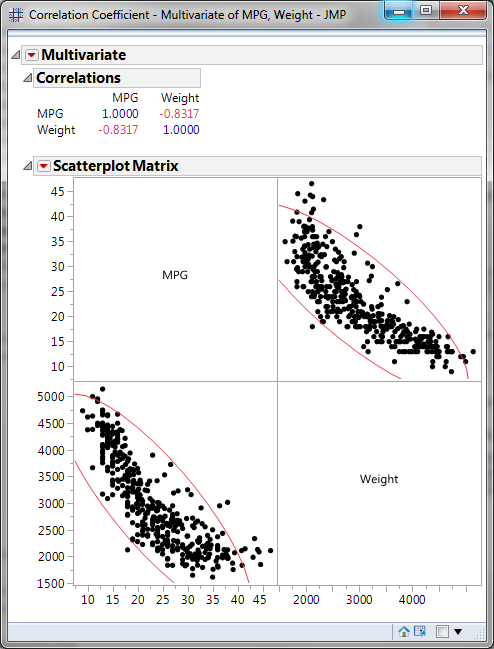 Correlation Coefficient - Multivariate of MPG, Weight - JMP
Multivariate
Correlations
MPG Weight
MPG 1.0000 -0.8317
Weight -0.8317 1.0000
Scatterplot Matrix
45
40
35
30
25
20
15
10
MPG
5000
4500
4000
3500
3000
2500
2000
1500
Weight
10 15 20 25 30 35 40 45 2000 3000 4000